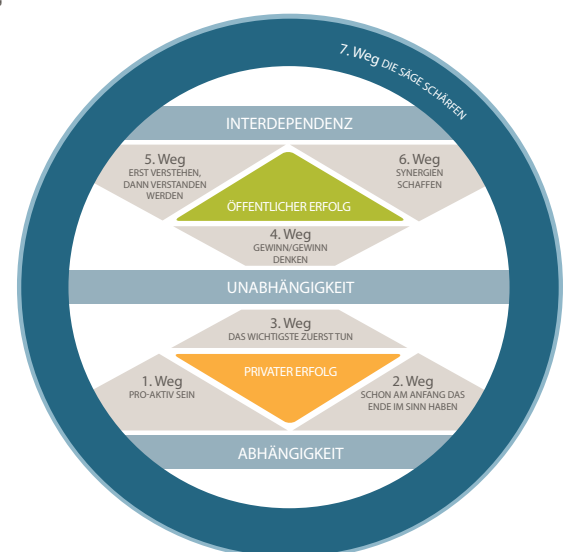 7. Weg DIE SÄGE SCHÄRFEN
INTERDEPENDENZ
5. Weg
ERST VERSTEHEN,
DANN VERSTANDEN
WERDEN
6. Weg
SYNERGIEN
SCHAFFEN
ÖFFENTLICHER ERFOLG
4. Weg
GEWINN/GEWINN
DENKEN
UNABHÄNGIGKEIT
3. Weg
DAS WICHTIGSTE ZUERST TUN
PRIVATER ERFOLG
1. Weg
PRO-AKTIV SEIN
2. Weg
SCHON AM ANFANG DAS
ENDE IM SINN HABEN
ABHÄNGIGKEIT